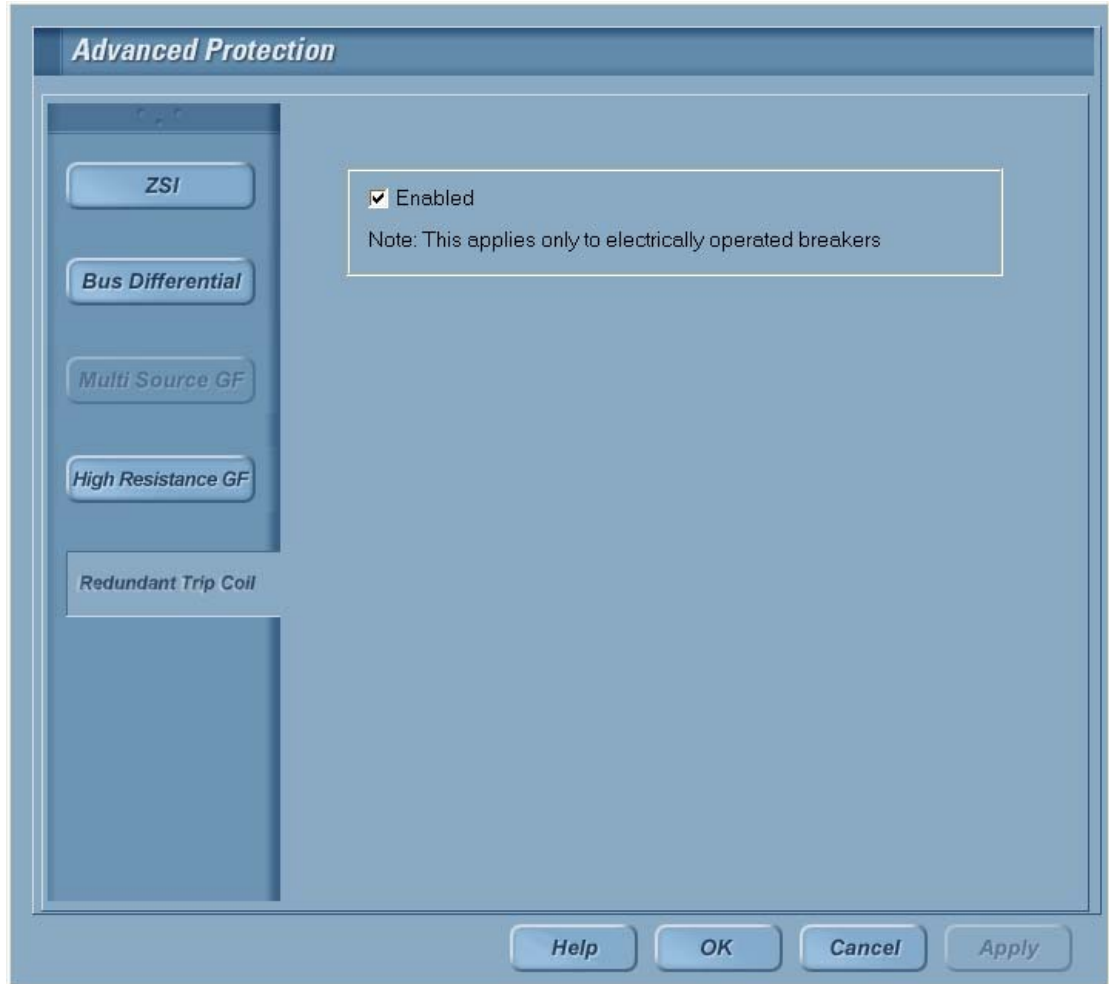 Advanced Protection
ZSI
Bus Differential
Multi Source GF
High Resistance GF
Redundant Trip Coil
Enabled
Note: This applies only to electrically operated breakers
Help
OK
Cancel
Apply